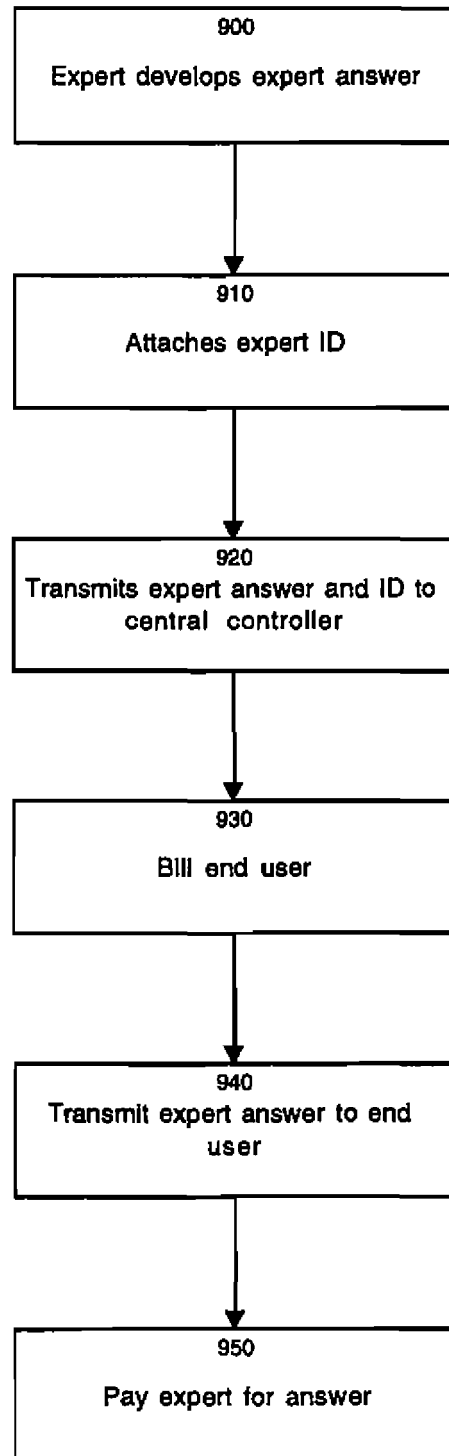 900
Expert develops expert answer
910
Attaches expert ID
920
Transmits expert answer and ID to
central controller
930
Bill end user
940
Transmit expert answer to end
user
950
Pay expert for answer